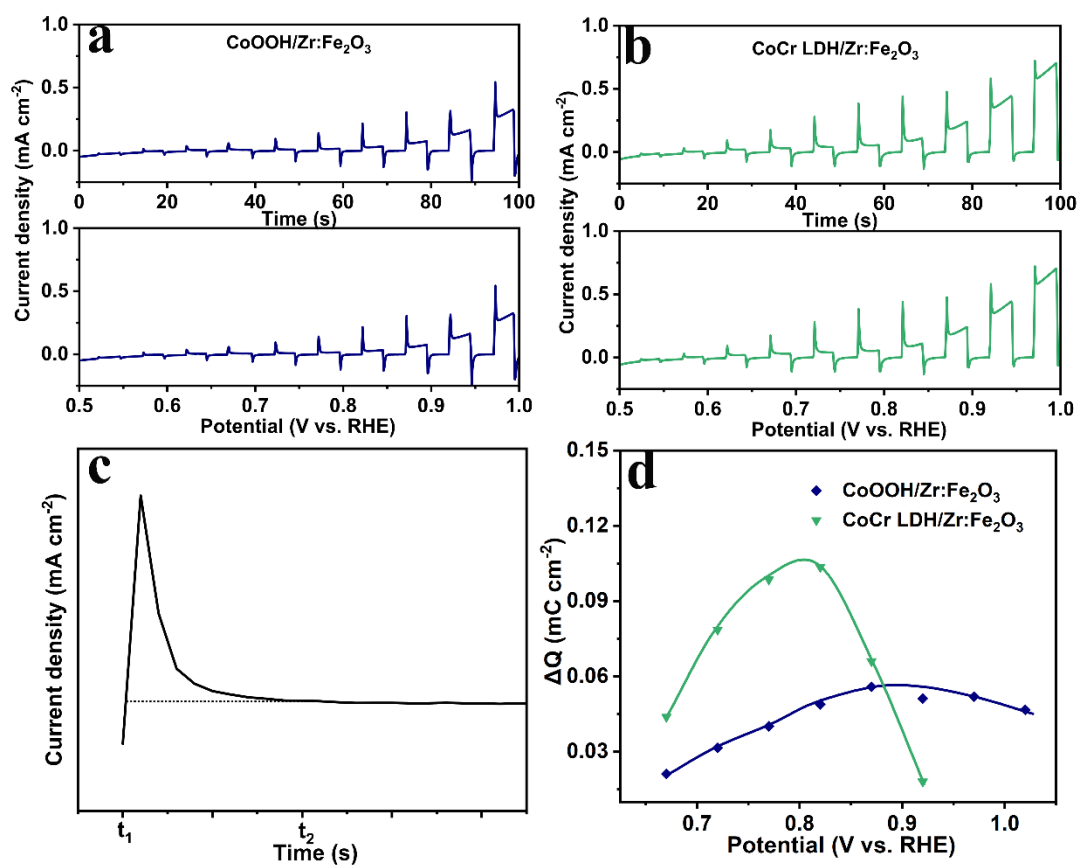 a
CoOOH/Zr:Fe₂O₃
Current density (mA cm⁻²)
1.0
0.5
0.0
0 20 40 60 80 100
Time (s)
1.0
0.5
0.0
0.5 0.6 0.7 0.8 0.9 1.0
Potential (V vs. RHE)
b
CoCr LDH/Zr:Fe₂O₃
Current density (mA cm⁻²)
1.0
0.5
0.0
0 20 40 60 80 100
Time (s)
1.0
0.5
0.0
0.5 0.6 0.7 0.8 0.9 1.0
Potential (V vs. RHE)
c
Current density (mA cm⁻²)
t₁ t₂
Time (s)
d
CoOOH/Zr:Fe₂O₃
CoCr LDH/Zr:Fe₂O₃
ΔQ (mC cm⁻²)
0.15
0.12
0.09
0.06
0.03
0.7 0.8 0.9 1.0
Potential (V vs. RHE)